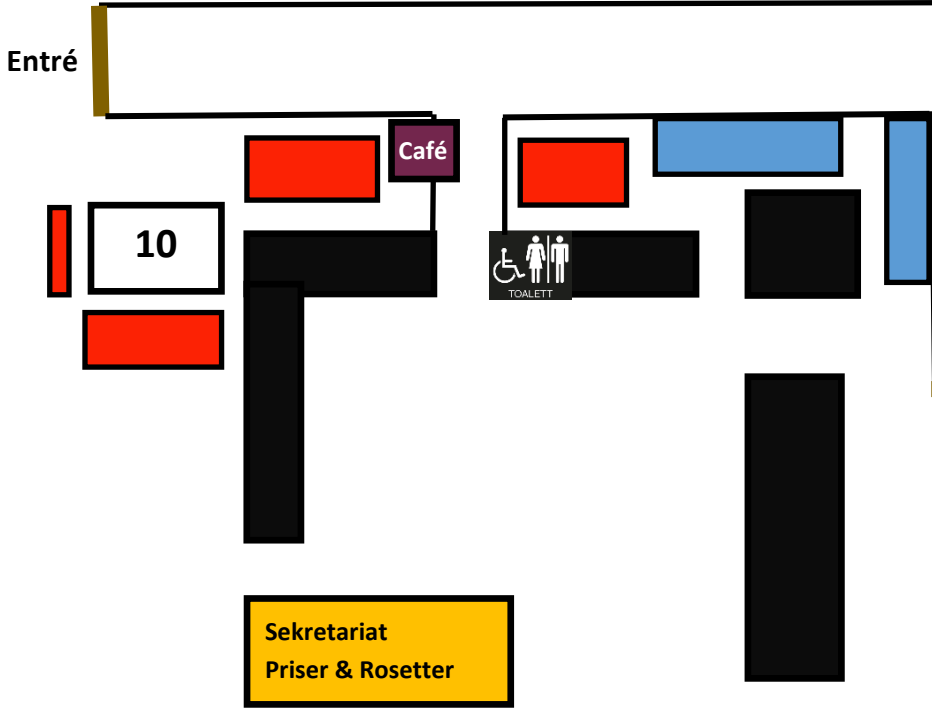 Entré
Café
10
TOALETT
Sekretariat
Priser & Rosetter